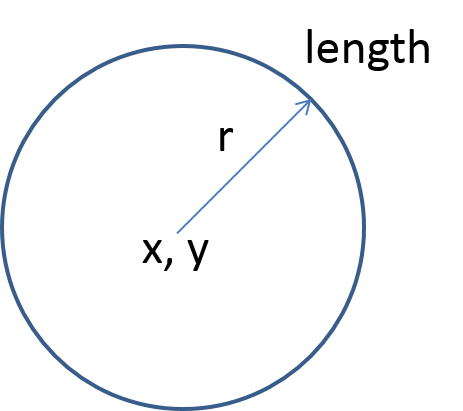 length
r
x, y